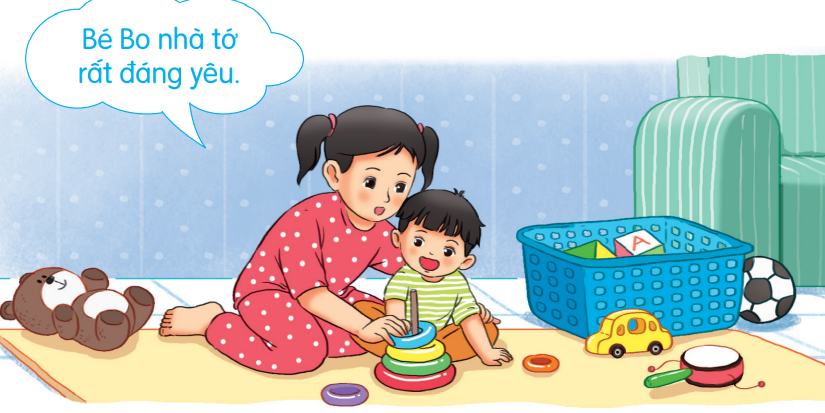 Bé Bo nhà tớ
rất đáng yêu.
A